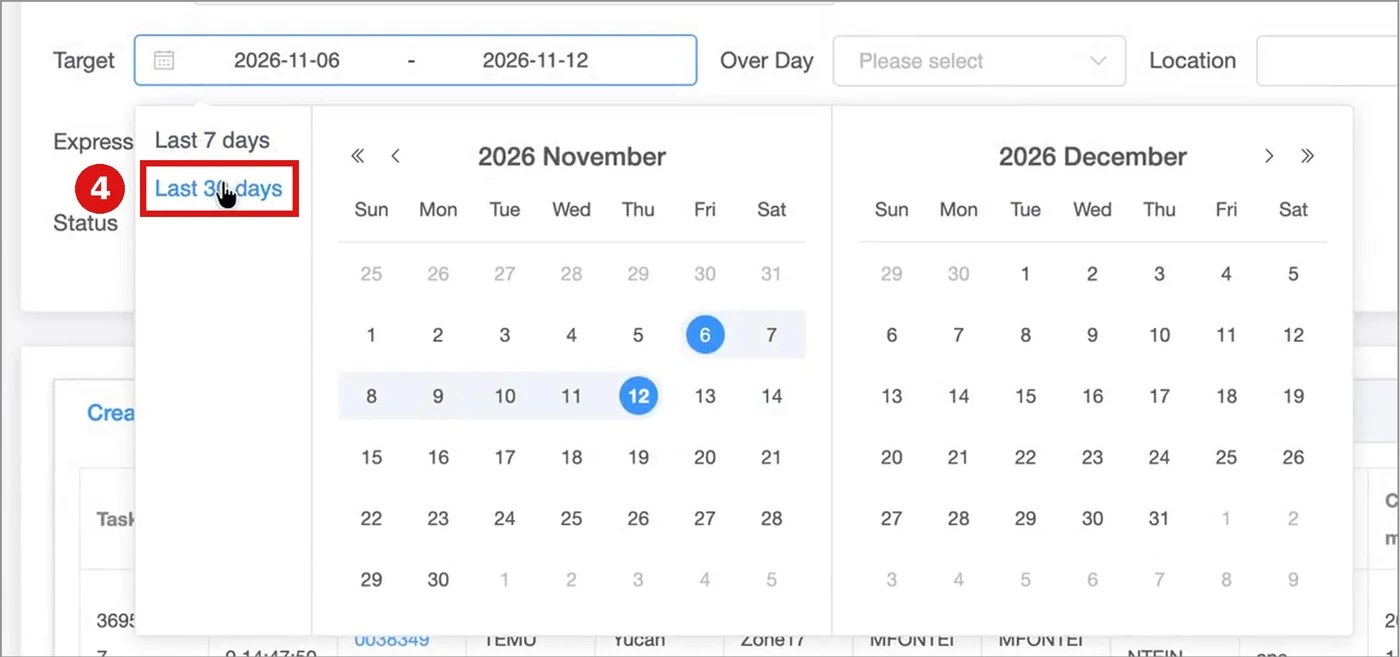 Target 2026-11-06 - 2026-11-12 Over Day Please select Location
Express
Last 7 days
4 Last 30 days
Status
2026 November
Sun Mon Tue Wed Thu Fri Sat
25 26 27 28 29 30 31
1 2 3 4 5 6 7
8 9 10 11 12 13 14
15 16 17 18 19 20 21
22 23 24 25 26 27 28
29 30 1 2 3 4 5
2026 December
Sun Mon Tue Wed Thu Fri Sat
29 30 1 2 3 4 5
6 7 8 9 10 11 12
13 14 15 16 17 18 19
20 21 22 23 24 25 26
27 28 29 30 31 1 2
3 4 5 6 7 8 9
Crea
Task
3695
0038349 TEMU Yucan Zone17 MFONTEI MFONTEI
9 14:47:50